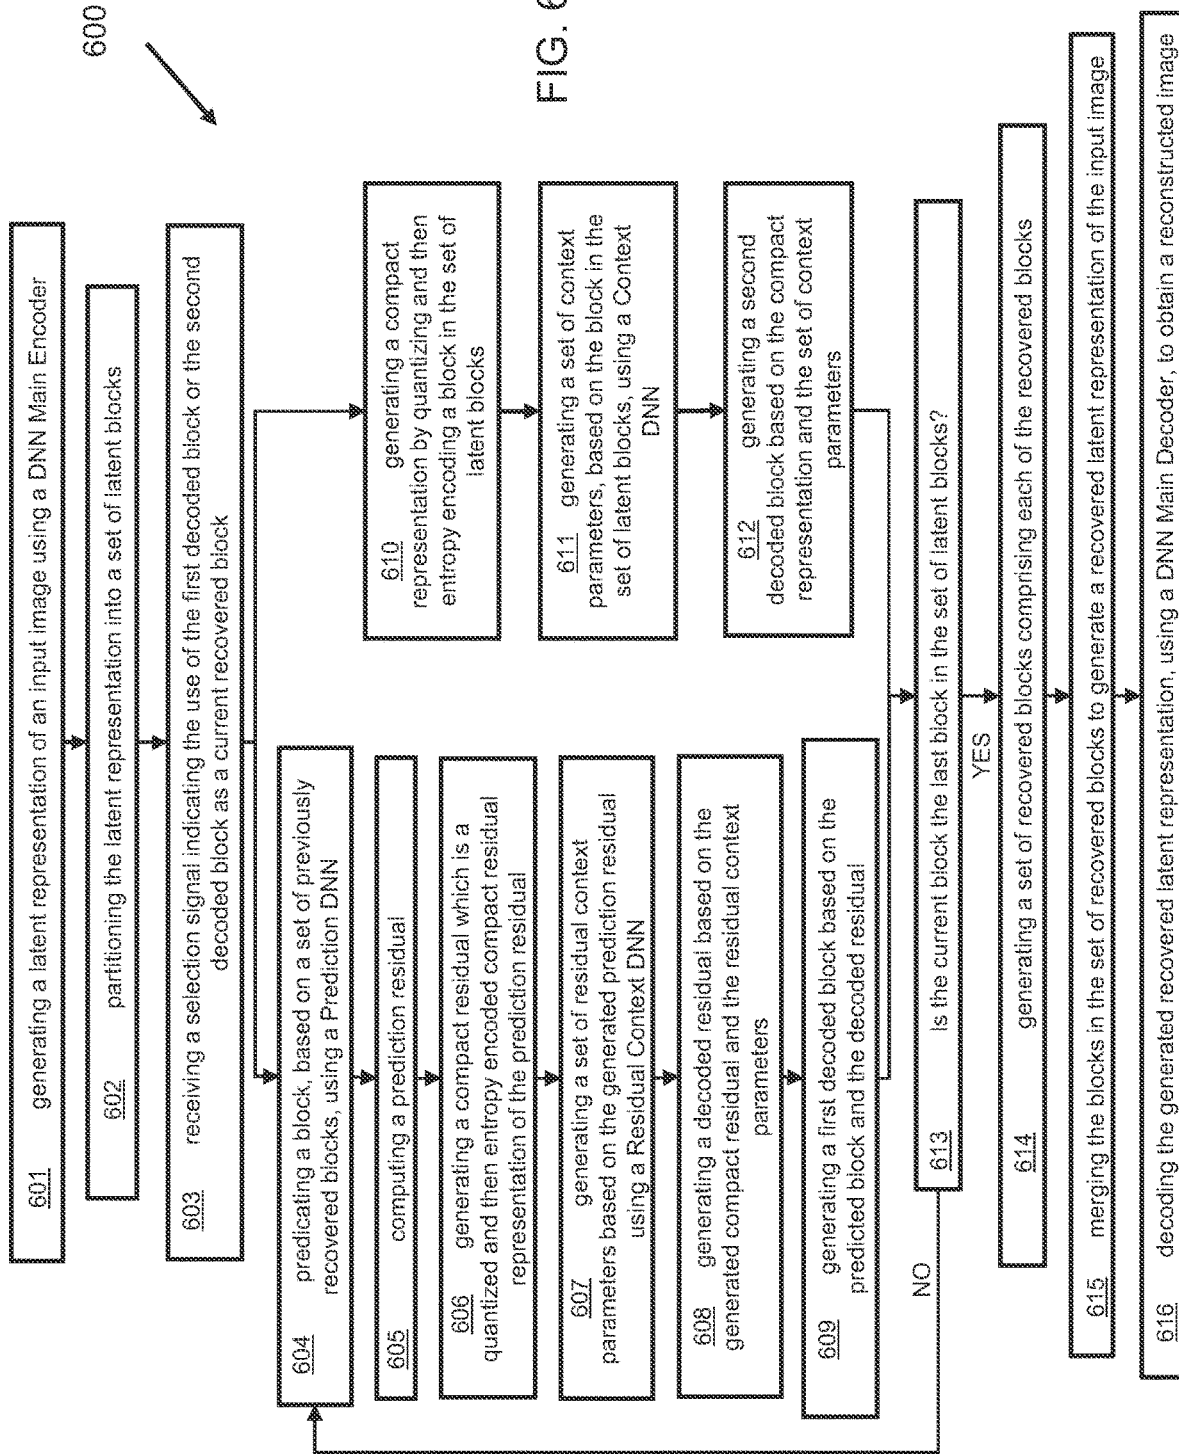 600
601 generating a latent representation of an input image using a DNN Main Encoder
602 partitioning the latent representation into a set of latent blocks
603 receiving a selection signal indicating the use of the first decoded block or the second
decoded block as a current recovered block
604 predicating a block, based on a set of previously
recovered blocks, using a Prediction DNN
605 computing a prediction residual
606 generating a compact residual which is a
quantized and then entropy encoded compact residual
representation of the prediction residual
607 generating a set of residual context
parameters based on the generated prediction residual
using a Residual Context DNN
608 generating a decoded residual based on the
generated compact residual and the residual context
parameters
609 generating a first decoded block based on the
predicted block and the decoded residual
610 generating a compact
representation by quantizing and then
entropy encoding a block in the set of
latent blocks
611 generating a set of context
parameters, based on the block in the
set of latent blocks, using a Context
DNN
612 generating a second
decoded block based on the compact
representation and the set of context
parameters
613 Is the current block the last block in the set of latent blocks?
NO
YES
614 generating a set of recovered blocks comprising each of the recovered blocks
615 merging the blocks in the set of recovered blocks to generate a recovered latent representation of the input image
616 decoding the generated recovered latent representation, using a DNN Main Decoder, to obtain a reconstructed image
FIG. 6